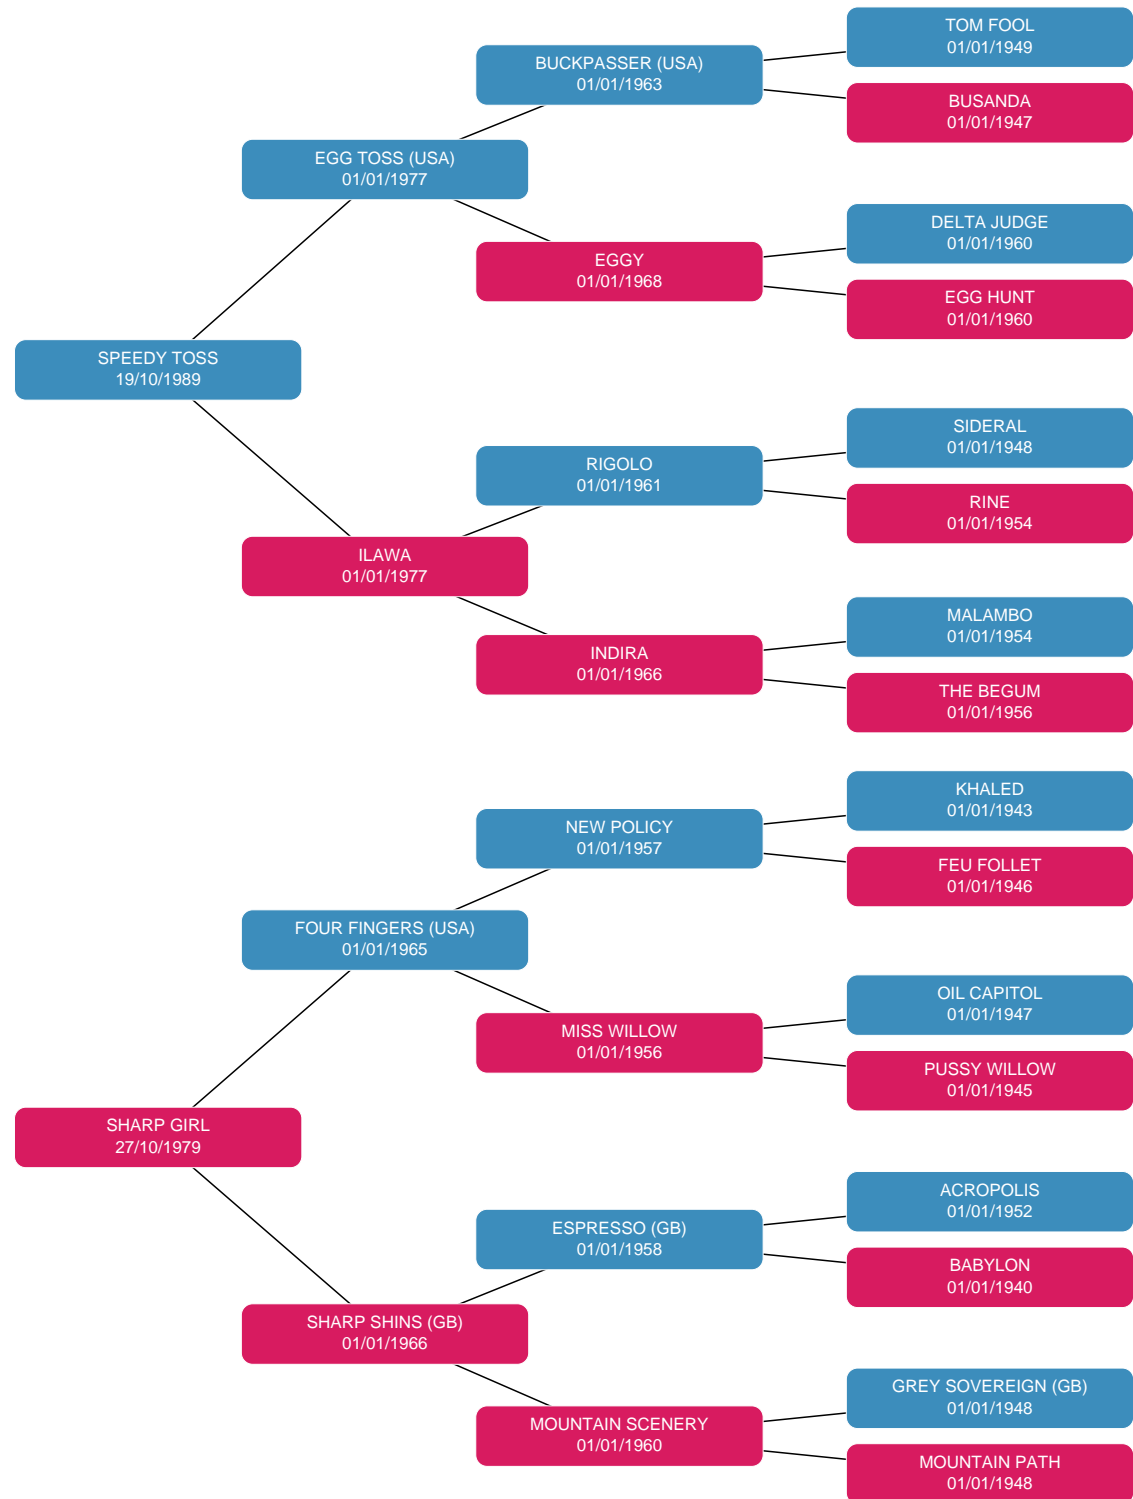 TOM FOOL
01/01/1949
BUCKPASSER (USA)
01/01/1963
BUSANDA
01/01/1947
EGG TOSS (USA)
01/01/1977
DELTA JUDGE
01/01/1960
EGGY
01/01/1968
EGG HUNT
01/01/1960
SPEEDY TOSS
19/10/1989
SIDERAL
01/01/1948
RIGOLO
01/01/1961
RINE
01/01/1954
ILAWA
01/01/1977
MALAMBO
01/01/1954
INDIRA
01/01/1966
THE BEGUM
01/01/1956
KHALED
01/01/1943
NEW POLICY
01/01/1957
FEU FOLLET
01/01/1946
FOUR FINGERS (USA)
01/01/1965
OIL CAPITOL
01/01/1947
MISS WILLOW
01/01/1956
PUSSY WILLOW
01/01/1945
SHARP GIRL
27/10/1979
ACROPOLIS
01/01/1952
ESPRESSO (GB)
01/01/1958
BABYLON
01/01/1940
SHARP SHINS (GB)
01/01/1966
GREY SOVEREIGN (GB)
01/01/1948
MOUNTAIN SCENERY
01/01/1960
MOUNTAIN PATH
01/01/1948